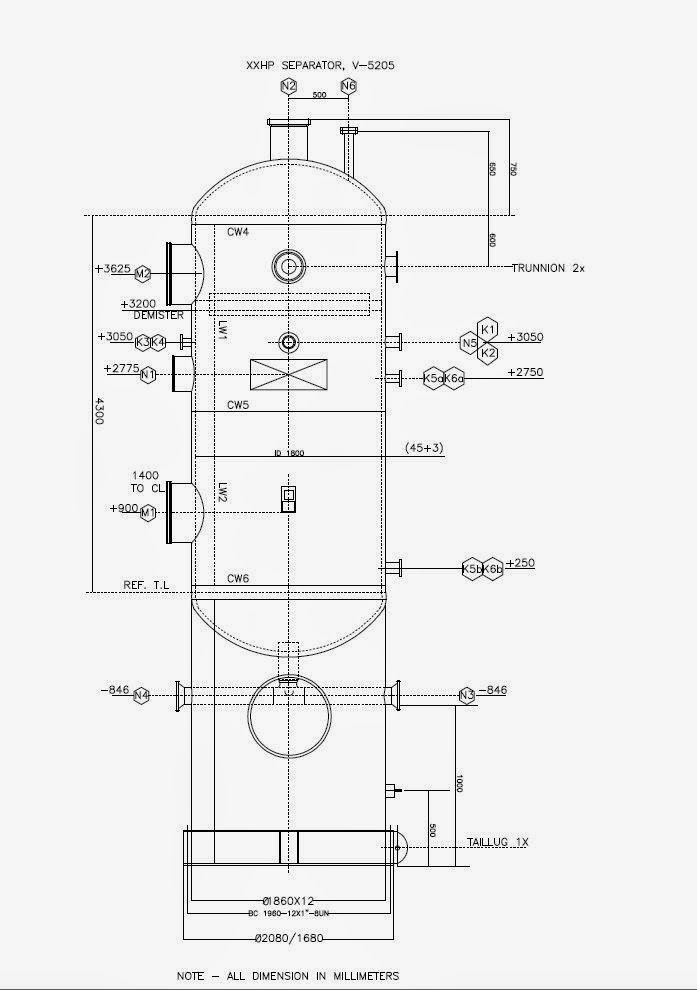 XXHP SEPARATOR, V-5205
N2 N6
500
650
750
600
CW4
+3625 M2
TRUNNION 2x
+3200
DEMISTER
LW1
K1
+3050 K3 K4
N5 +3050
K2
+2775 N1
K5a K6a +2750
CW5
4300
ID 1800
(45+3)
1400
TO CL
LW2
+900 M1
K5b K6b +250
CW6
REF. T.L
-846 N4
N3 -846
1000
500
TAILLUG 1X
Ø1860X12
BC 1960-12X1"-8UN
Ø2080/1680
NOTE - ALL DIMENSION IN MILLIMETERS